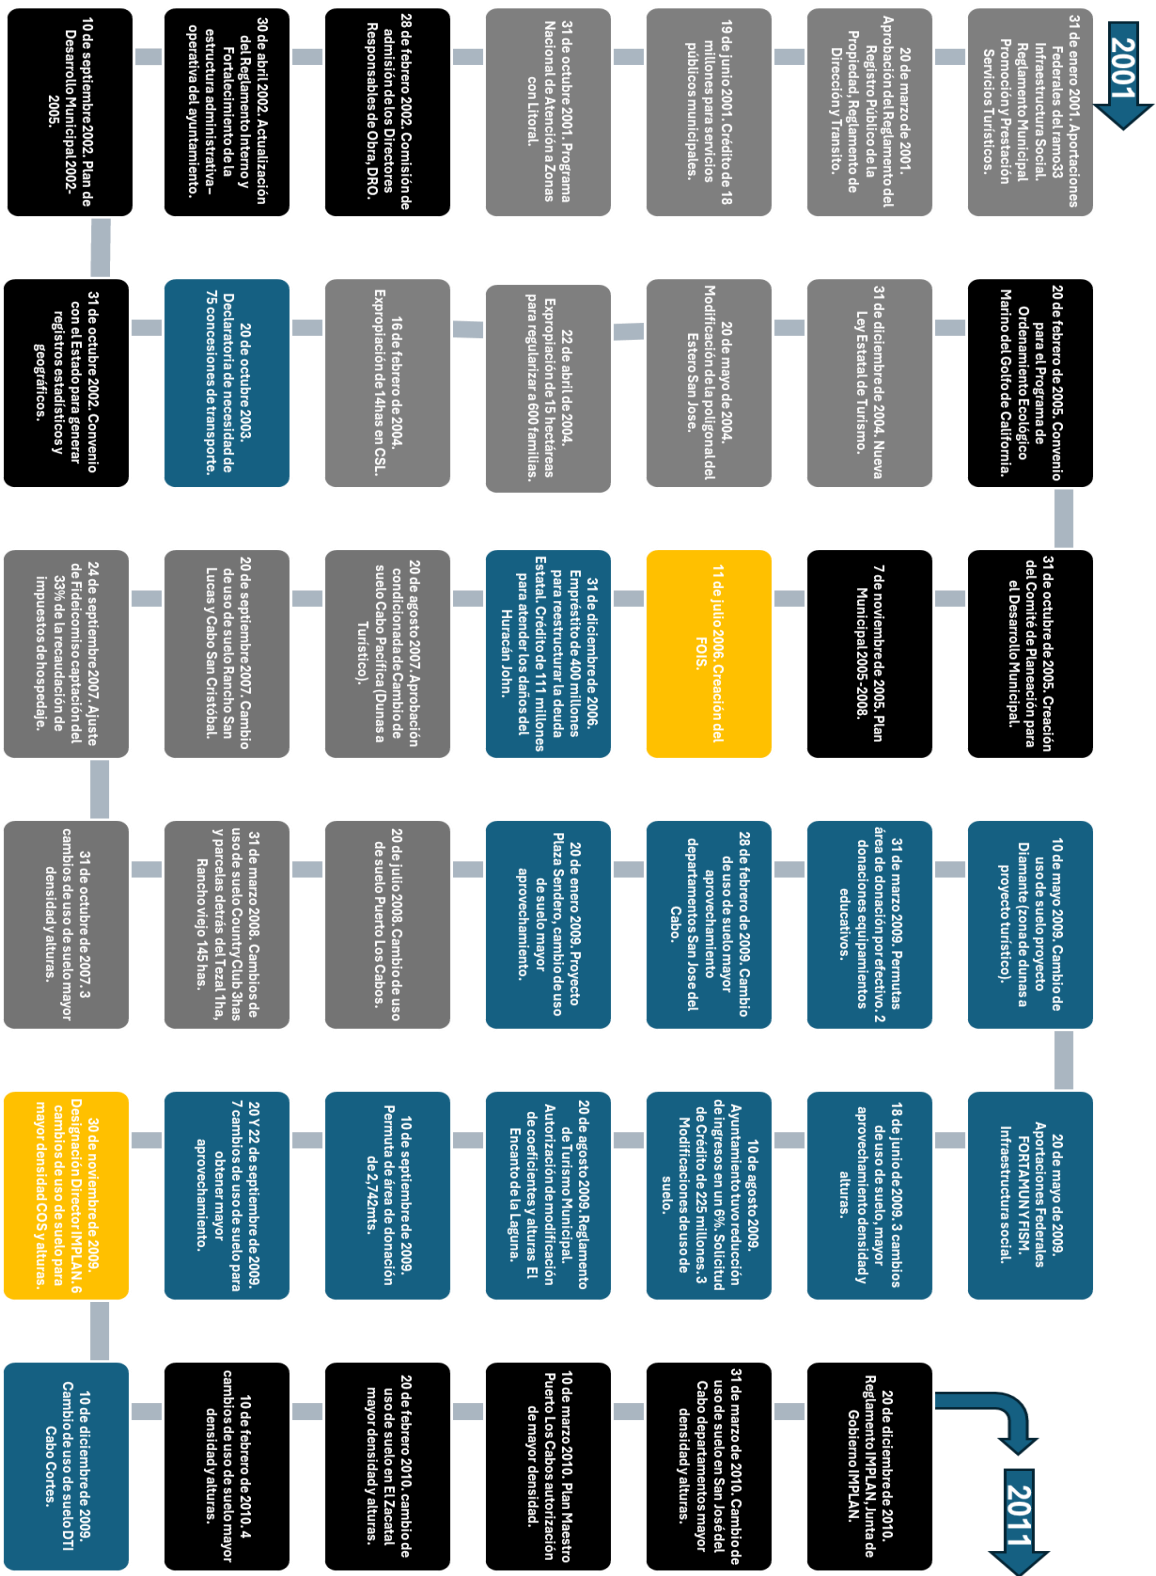 2001
31 de enero 2001. Aportaciones
Federales del ramo33
Infraestructura Social.
Reglamento Municipal
Promoción y Prestación
Servicios Turísticos.
20 de marzo de 2001.
Aprobación del Reglamento del
Registro Público de la
Propiedad, Reglamento de
Dirección y Transito.
19 de junio 2001. Crédito de 18
millones para servicios
públicos municipales.
31 de octubre 2001. Programa
Nacional de Atención a Zonas
con Litoral.
28 de febrero 2002. Comisión de
admisión de los Directores
Responsables de Obra, DRO.
30 de abril 2002. Actualización
del Reglamento Interno y
Fortalecimiento de la
estructura administrativa –
operativa del ayuntamiento.
10 de septiembre 2002. Plan de
Desarrollo Municipal 2002-
2005.
31 de octubre 2002. Convenio
con el Estado para generar
registros estadísticos y
geográficos.
20 de octubre 2003.
Declaratoria de necesidad de
75 concesiones de transporte.
16 de febrero de 2004.
Expropiación de 14has en CSL.
22 de abril de 2004.
Expropiación de 15 hectáreas
para regularizar a 600 familias.
20 de mayo de 2004.
Modificación de la poligonal del
Estero San Jose.
31 de diciembre de 2004. Nueva
Ley Estatal de Turismo.
20 de febrero de 2005. Convenio
para el Programa de
Ordenamiento Ecológico
Marino del Golfo de California.
31 de octubre de 2005. Creación
del Comité de Planeación para
el Desarrollo Municipal.
7 de noviembre de 2005. Plan
Municipal 2005-2008.
11 de julio 2006. Creación del
FOIS.
31 de diciembre de 2006.
Empréstito de 400 millones
para reestructurar la deuda
Estatal. Crédito de 111 millones
para atender los daños del
Huracán John.
20 de agosto 2007. Aprobación
condicionada de Cambio de
suelo Cabo Pacífica (Dunas a
Turístico).
20 de septiembre 2007. Cambio
de uso de suelo Rancho San
Lucas y Cabo San Cristóbal.
24 de septiembre 2007. Ajuste
de Fideicomiso captación del
33% de la recaudación de
impuestos de hospedaje.
31 de octubre de 2007. 3
cambios de uso de suelo mayor
densidad y alturas.
31 de marzo 2008. Cambios de
uso de suelo Country Club 3has
y parcelas detrás del Tezal 1ha,
Rancho viejo 145 has.
20 de julio 2008. Cambio de uso
de suelo Puerto Los Cabos.
20 de enero 2009. Proyecto
Plaza Sendero, cambio de uso
de suelo mayor
aprovechamiento.
28 de febrero de 2009. Cambio
de uso de suelo mayor
aprovechamiento
departamentos San Jose del
Cabo.
31 de marzo 2009. Permutas
área de donación por efectivo. 2
donaciones equipamientos
educativos.
10 de mayo 2009. Cambio de
uso de suelo proyecto
Diamante (zona de dunas a
proyecto turístico).
20 de mayo de 2009.
Aportaciones Federales
FORTAMUN Y FISM.
Infraestructura social.
18 de junio de 2009. 3 cambios
de uso de suelo, mayor
aprovechamiento densidad y
alturas.
10 de agosto 2009.
Ayuntamiento tuvo reducción
de ingresos en un 6%. Solicitud
de Crédito de 225 millones. 3
Modificaciones de uso de
suelo.
20 de agosto 2009. Reglamento
de Turismo Municipal.
Autorización de modificación
de coeficientes y alturas El
Encanto de la Laguna.
10 de septiembre de 2009.
Permuta de área de donación
de 2,742mts.
20 Y 22 de septiembre de 2009.
7 cambios de uso de suelo para
obtener mayor
aprovechamiento.
30 de noviembre de 2009.
Designación Director IMPLAN. 6
cambios de uso de suelo para
mayor densidad COS y alturas.
10 de diciembre de 2009.
Cambio de uso de suelo DTI
Cabo Cortes.
10 de febrero de 2010. 4
cambios de uso de suelo mayor
densidad y alturas.
20 de febrero 2010. cambio de
uso de suelo en El Zacatal
mayor densidad y alturas.
10 de marzo 2010. Plan Maestro
Puerto Los Cabos autorización
de mayor densidad.
31 de marzo de 2010. Cambio de
uso de suelo en San José del
Cabo departamentos mayor
densidad y alturas.
20 de diciembre de 2010.
Reglamento IMPLAN, Junta de
Gobierno IMPLAN.
2011